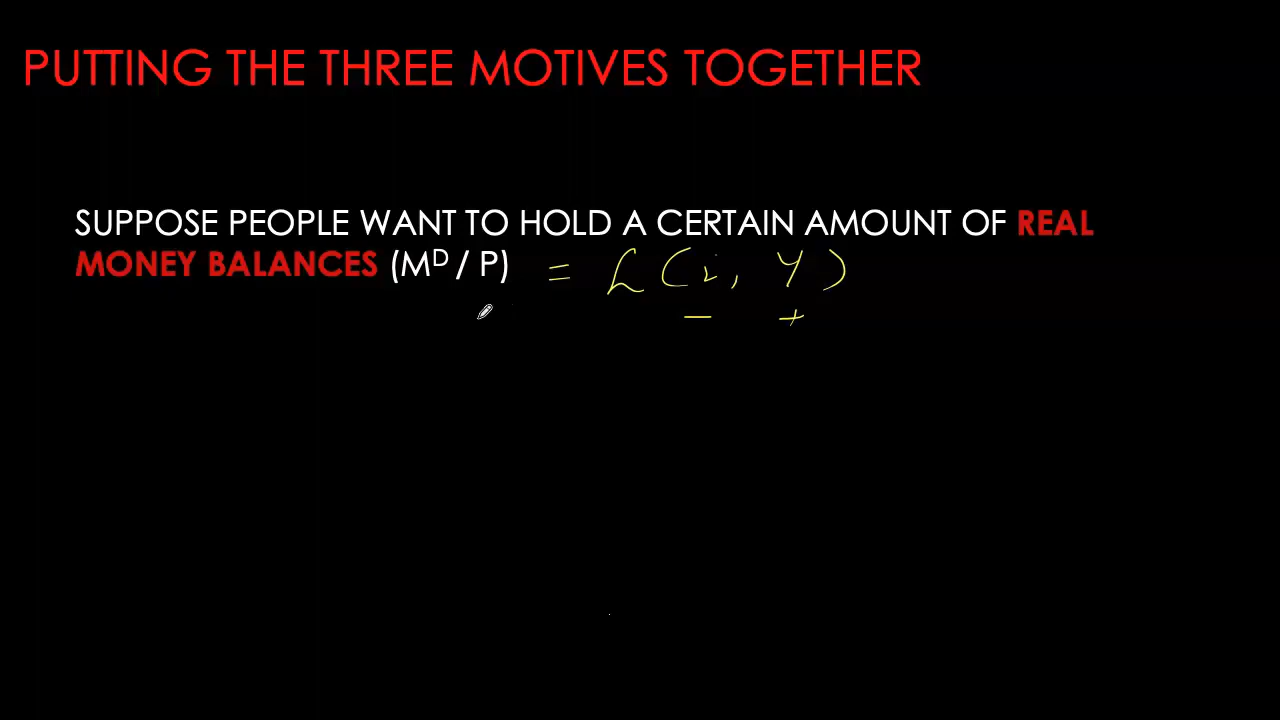 PUTTING THE THREE MOTIVES TOGETHER
SUPPOSE PEOPLE WANT TO HOLD A CERTAIN AMOUNT OF REAL
MONEY BALANCES (Mᴰ / P) = L (i, Y)
− +